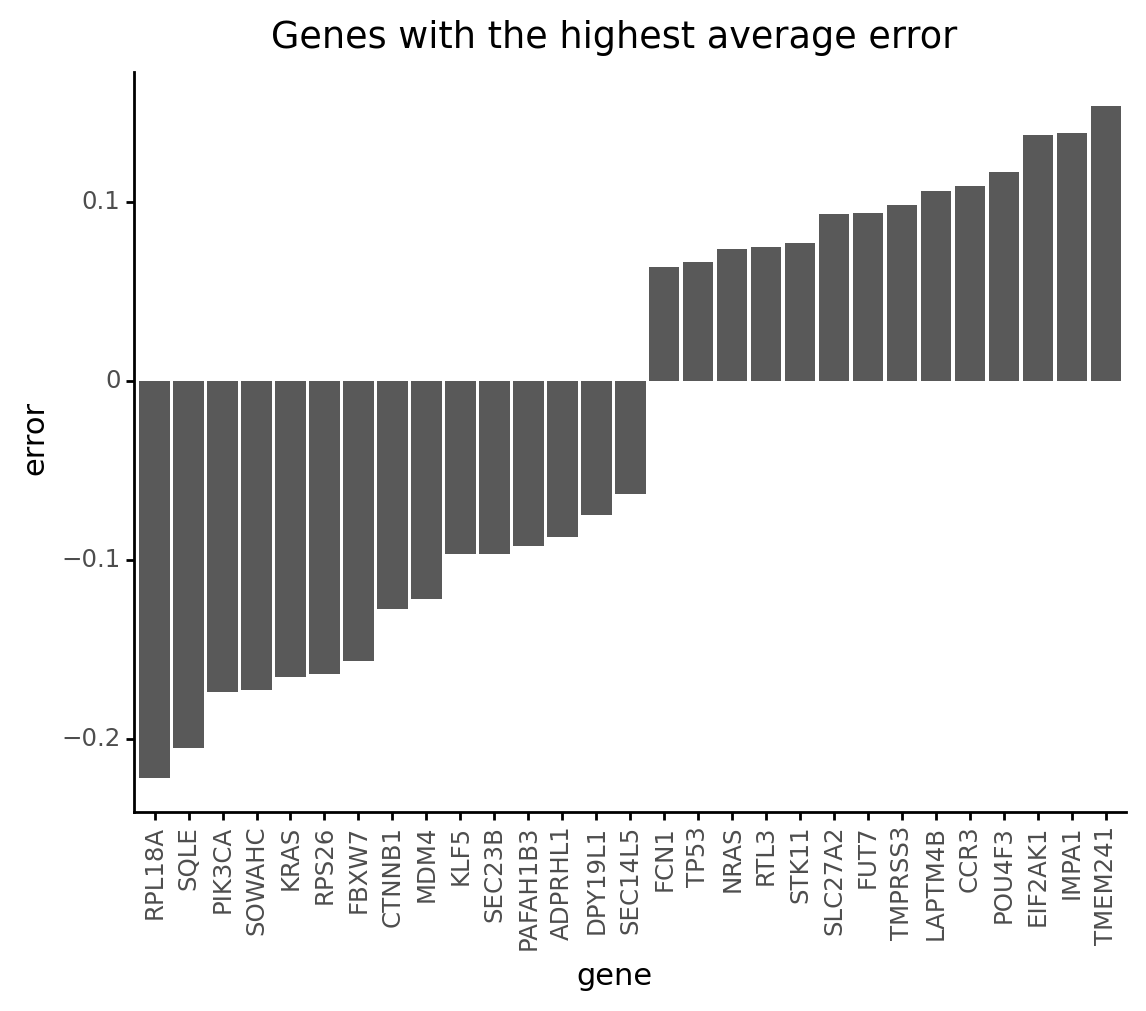 Genes with the highest average error
error
0.1
0
−0.1
−0.2
RPL18A
SQLE
PIK3CA
SOWAHC
KRAS
RPS26
FBXW7
CTNNB1
MDM4
KLF5
SEC23B
PAFAH1B3
ADPRHL1
DPY19L1
SEC14L5
FCN1
TP53
NRAS
RTL3
STK11
SLC27A2
FUT7
TMPRSS3
LAPTM4B
CCR3
POU4F3
EIF2AK1
IMPA1
TMEM241
gene